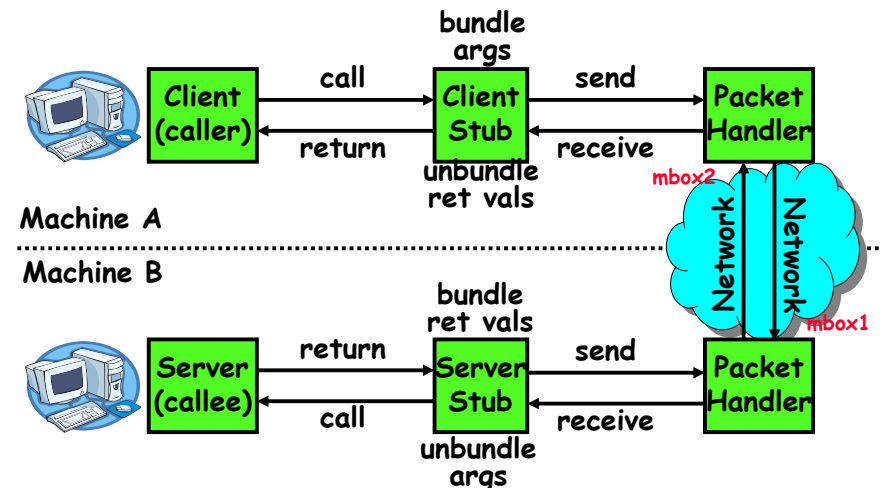 bundle
args
call
send
Client
(caller)
Client
Stub
Packet
Handler
return
receive
unbundle
ret vals
mbox2
Machine A
Network
Network
Machine B
mbox1
bundle
ret vals
return
send
Server
(callee)
Server
Stub
Packet
Handler
call
receive
unbundle
args